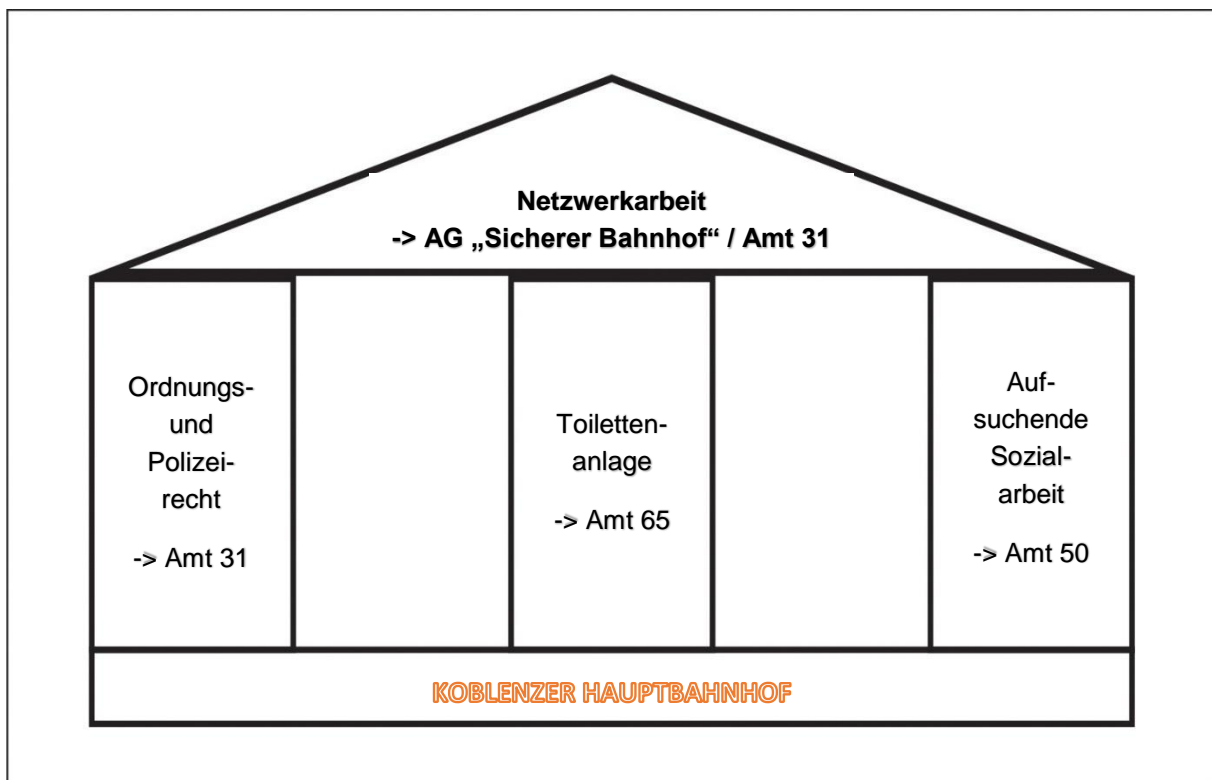 Netzwerkarbeit
-> AG „Sicherer Bahnhof“ / Amt 31
Ordnungs-
und
Polizei-
recht
-> Amt 31
Toiletten-
anlage
-> Amt 65
Auf-
suchende
Sozial-
arbeit
-> Amt 50
KOBLENZER HAUPTBAHNHOF